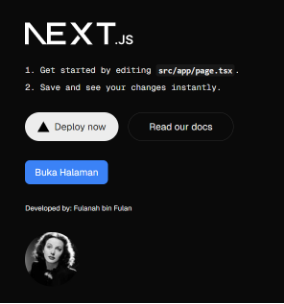 NEXT.JS
1. Get started by editing src/app/page.tsx.
2. Save and see your changes instantly.
Deploy now
Read our docs
Buka Halaman
Developed by: Fulanah bin Fulan